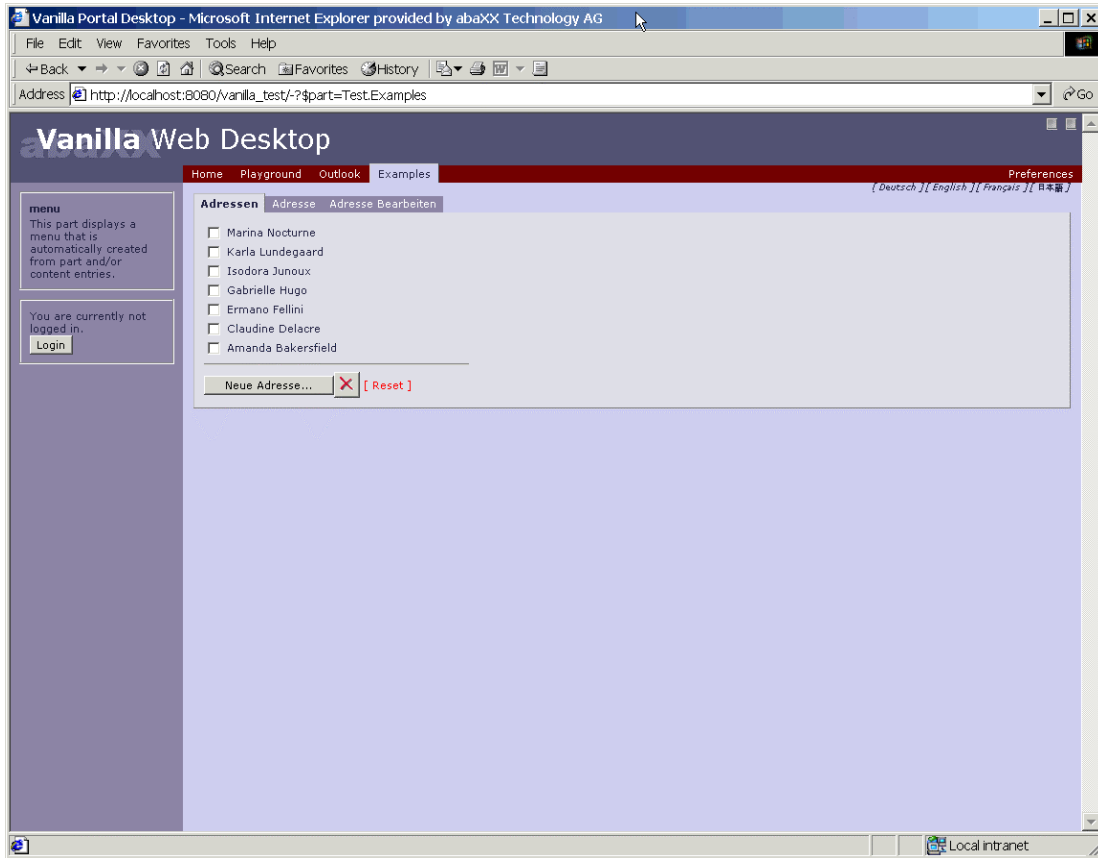 Vanilla Portal Desktop - Microsoft Internet Explorer provided by abaXX Technology AG
File Edit View Favorites Tools Help
Back Search Favorites History
Address http://localhost:8080/vanilla_test/-?$part=Test.Examples Go
abaXX
Vanilla Web Desktop
Home Playground Outlook Examples Preferences
[ Deutsch ][ English ][ Français ][ 日本語 ]
menu
This part displays a
menu that is
automatically created
from part and/or
content entries.
You are currently not
logged in.
Login
Adressen Adresse Adresse Bearbeiten
Marina Nocturne
Karla Lundegaard
Isodora Junoux
Gabrielle Hugo
Ermano Fellini
Claudine Delacre
Amanda Bakersfield
Neue Adresse... [ Reset ]
Local intranet